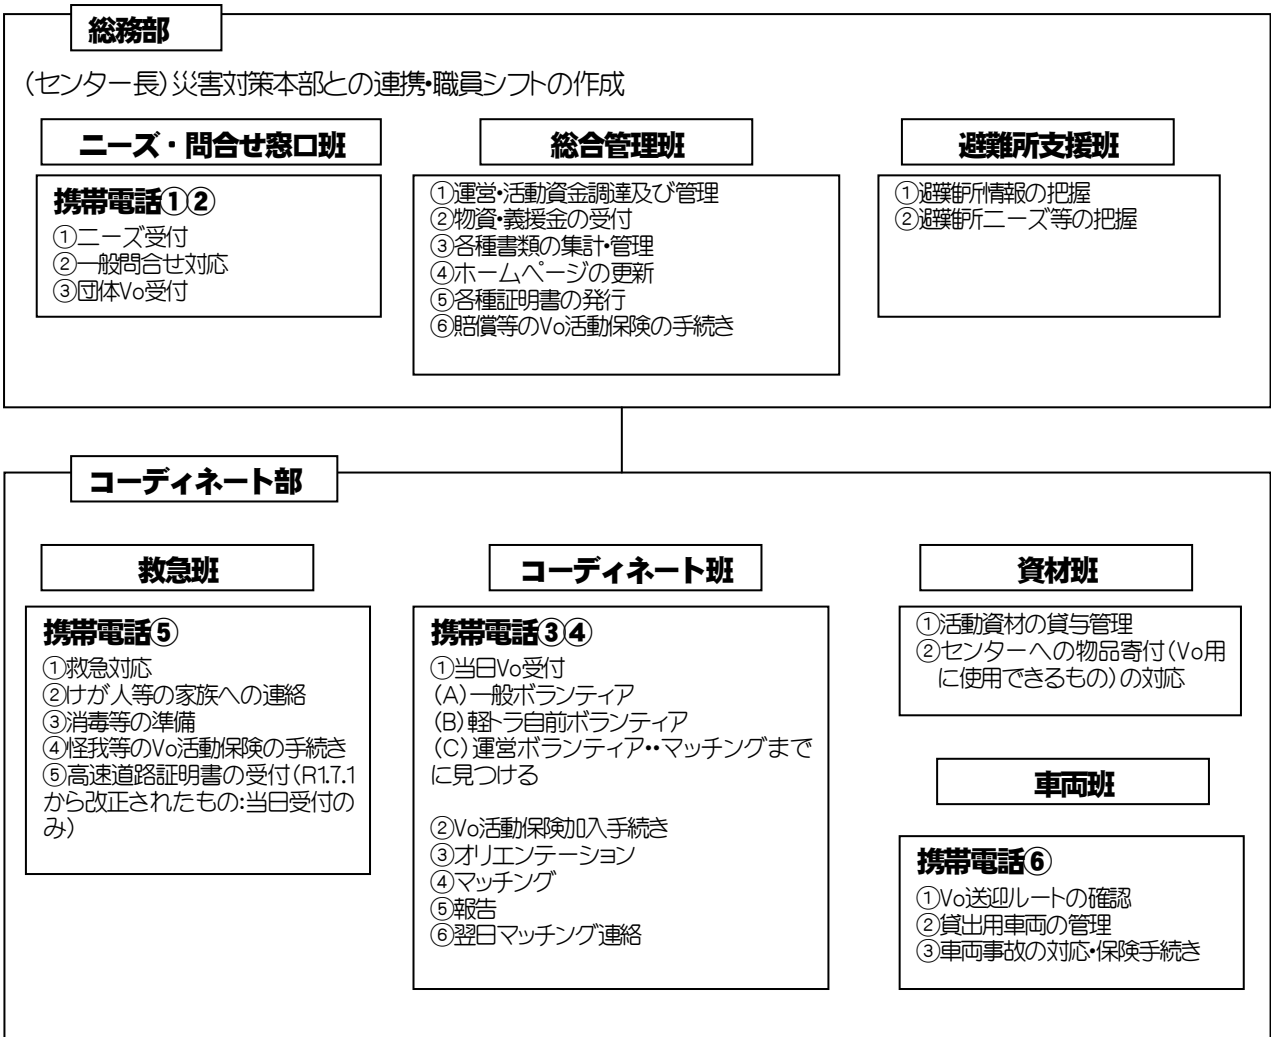 総務部
(センター長)災害対策本部との連携・職員シフトの作成
ニーズ・問合せ窓口班
携帯電話①②
①ニーズ受付
②一般問合せ対応
③団体Vo受付
総合管理班
①運営・活動資金調達及び管理
②物資・義援金の受付
③各種書類の集計・管理
④ホームページの更新
⑤各種証明書の発行
⑥賠償等のVo活動保険の手続き
避難所支援班
①避難所情報の把握
②避難所ニーズ等の把握
コーディネート部
救急班
携帯電話⑤
①救急対応
②けが人等の家族への連絡
③消毒等の準備
④怪我等のVo活動保険の手続き
⑤高速道路証明書の受付(R1.7.1
から改正されたもの:当日受付の
み)
コーディネート班
携帯電話③④
①当日Vo受付
(A)一般ボランティア
(B)軽トラ自前ボランティア
(C)運営ボランティア・・マッチングまで
に見つける
②Vo活動保険加入手続き
③オリエンテーション
④マッチング
⑤報告
⑥翌日マッチング連絡
資材班
①活動資材の貸与管理
②センターへの物品寄付(Vo用
に使用できるもの)の対応
車両班
携帯電話⑥
①Vo送迎ルートの確認
②貸出用車両の管理
③車両事故の対応・保険手続き